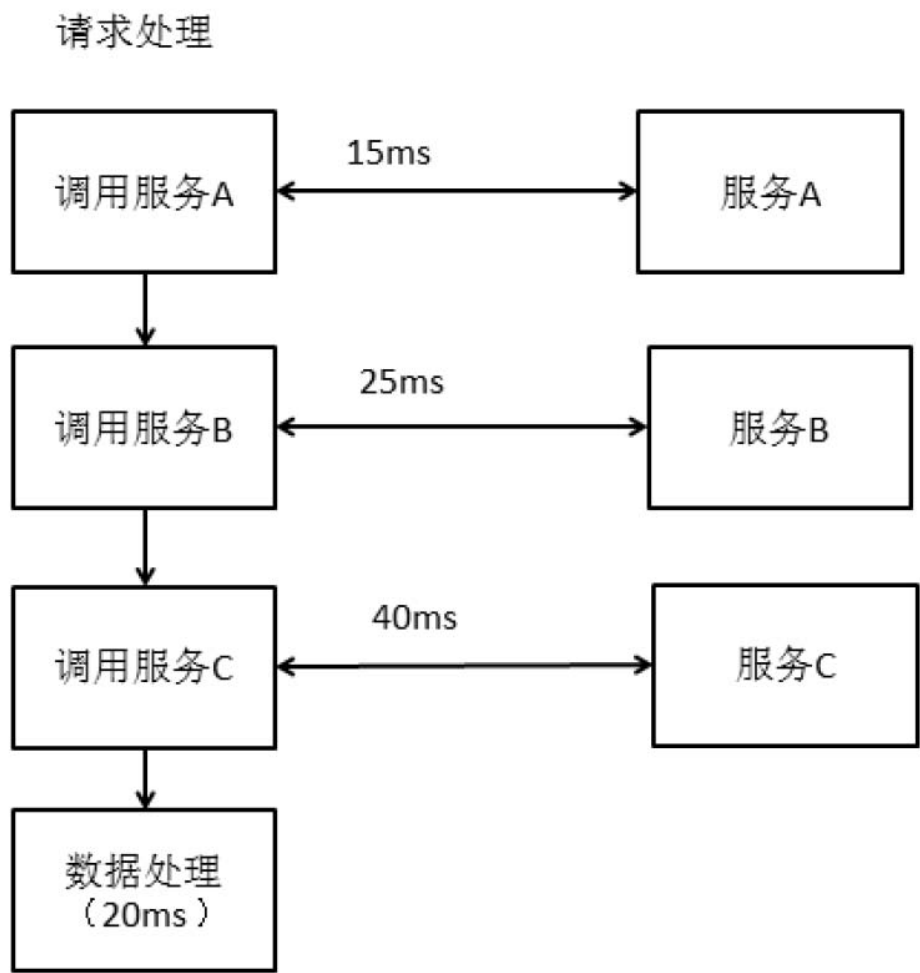 请求处理
调用服务A
15ms
服务A
调用服务B
25ms
服务B
调用服务C
40ms
服务C
数据处理
（20ms）